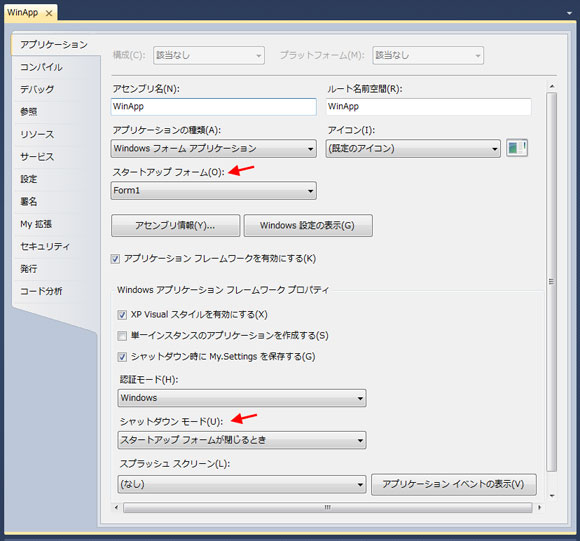 WinApp
アプリケーション
コンパイル
デバッグ
参照
リソース
サービス
設定
署名
My 拡張
セキュリティ
発行
コード分析
構成(C): 該当なし プラットフォーム(M): 該当なし
アセンブリ名(N): ルート名前空間(R):
WinApp WinApp
アプリケーションの種類(A): アイコン(I):
Windows フォーム アプリケーション (既定のアイコン)
スタートアップ フォーム(O):
Form1
アセンブリ情報(Y)... Windows 設定の表示(G)
アプリケーション フレームワークを有効にする(K)
Windows アプリケーション フレームワーク プロパティ
XP Visual スタイルを有効にする(X)
単一インスタンスのアプリケーションを作成する(S)
シャットダウン時に My.Settings を保存する(G)
認証モード(H):
Windows
シャットダウン モード(U):
スタートアップ フォームが閉じるとき
スプラッシュ スクリーン(L):
(なし) アプリケーション イベントの表示(V)